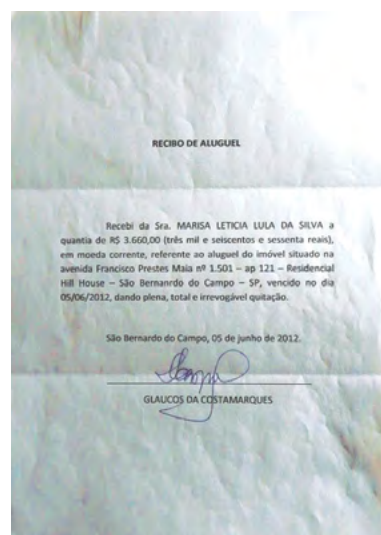 RECIBO DE ALUGUEL
Recebi da Sra. MARISA LETICIA LULA DA SILVA a
quantia de R$ 3.660,00 (três mil e seiscentos e sessenta reais),
em moeda corrente, referente ao aluguel do imóvel situado na
avenida Francisco Prestes Maia nº 1.501 – ap 121 – Residencial
Hill House – São Bernanrdo do Campo – SP, vencido no dia
05/06/2012, dando plena, total e irrevogável quitação.
São Bernardo do Campo, 05 de junho de 2012.
GLAUCOS DA COSTAMARQUES